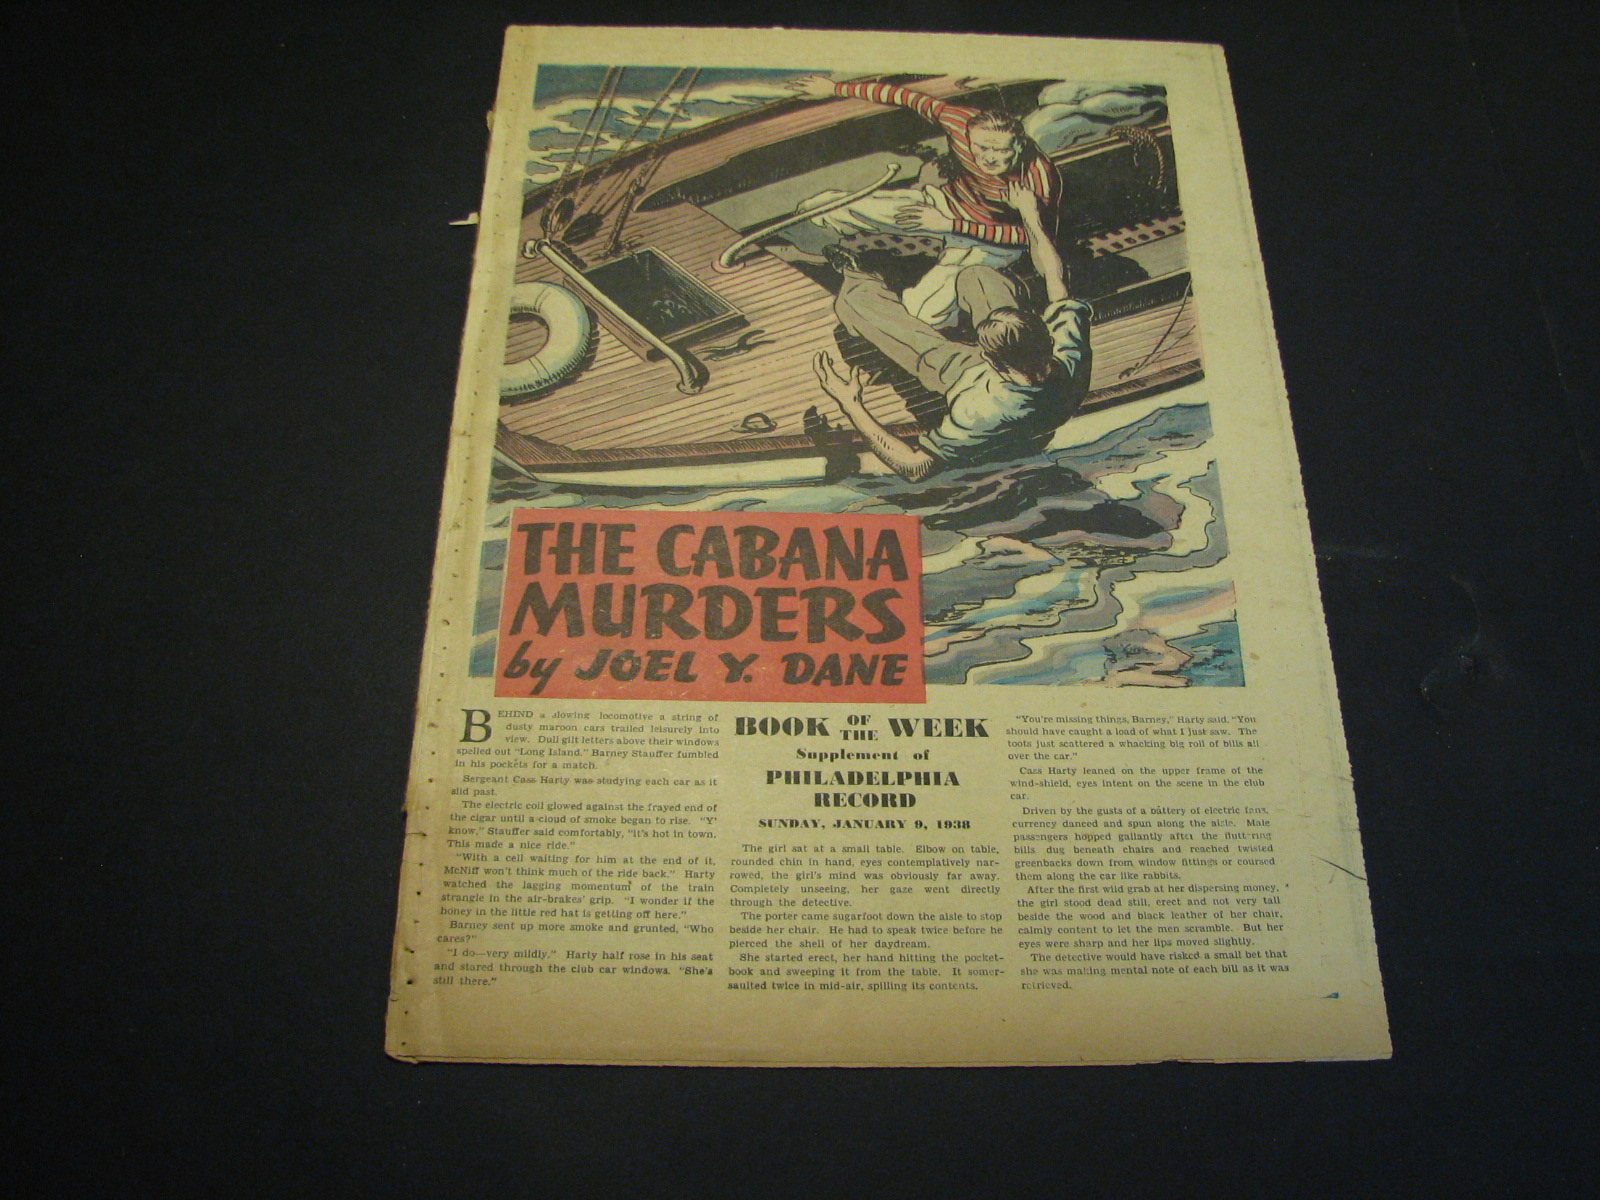 THE CABANA
MURDERS
by JOEL Y. DANE
BEHIND a slowing locomotive a string of
dusty maroon cars trailed leisurely into
view. Dull gilt letters above their windows
spelled out "Long Island." Barney Stauffer fumbled
in his pockets for a match.
Sergeant Cass Harty was studying each car as it
slid past.
The electric coil glowed against the frayed end of
the cigar until a cloud of smoke began to rise. "Y'
know," Stauffer said comfortably, "it's hot in town.
This made a nice ride."
"With a cell waiting for him at the end of it,
McNiff won't think much of the ride back." Harty
watched the lagging momentum of the train
strangle in the air-brakes' grip. "I wonder if the
honey in the little red hat is getting off here."
Barney sent up more smoke and grunted, "Who
cares?"
"I do—very mildly." Harty half rose in his seat
and stared through the club car windows. "She's
still there."
BOOK OF THE WEEK
Supplement of
PHILADELPHIA
RECORD
SUNDAY, JANUARY 9, 1938
The girl sat at a small table. Elbow on table,
rounded chin in hand, eyes contemplatively nar-
rowed, the girl's mind was obviously far away.
Completely unseeing, her gaze went directly
through the detective.
The porter came sugarfoot down the aisle to stop
beside her chair. He had to speak twice before he
pierced the shell of her daydream.
She started erect, her hand hitting the pocket-
book and sweeping it from the table. It somer-
saulted twice in mid-air, spilling its contents.
"You're missing things, Barney," Harty said. "You
should have caught a load of what I just saw. The
toots just scattered a whacking big roll of bills all
over the car."
Cass Harty leaned on the upper frame of the
wind-shield, eyes intent on the scene in the club
car.
Driven by the gusts of a battery of electric fans,
currency danced and spun along the aisle. Male
passengers hopped gallantly after the fluttering
bills dug beneath chairs and reached twisted
greenbacks down from window fittings or coursed
them along the car like rabbits.
After the first wild grab at her dispersing money,
the girl stood dead still, erect and not very tall
beside the wood and black leather of her chair,
calmly content to let the men scramble. But her
eyes were sharp and her lips moved slightly.
The detective would have risked a small bet that
she was making mental note of each bill as it was
retrieved.